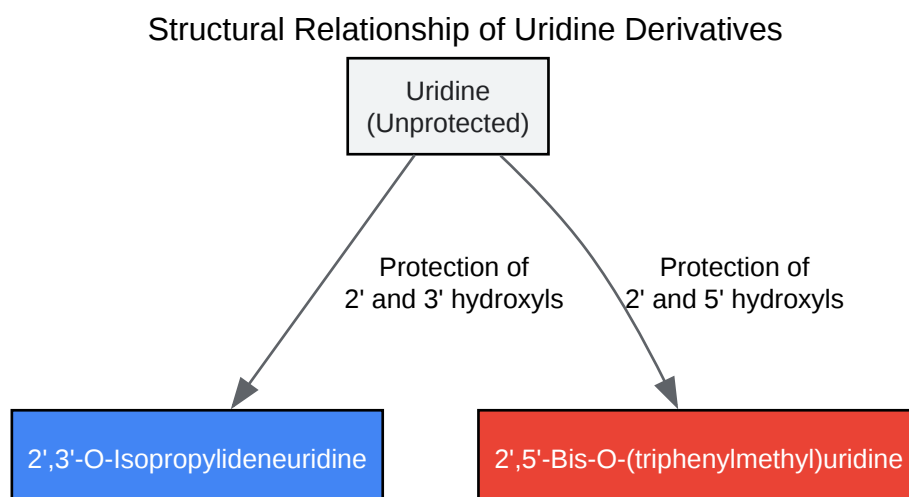 Structural Relationship of Uridine Derivatives
Uridine
(Unprotected)
Protection of
2' and 3' hydroxyls
Protection of
2' and 5' hydroxyls
2',3'-O-Isopropylideneuridine
2',5'-Bis-O-(triphenylmethyl)uridine